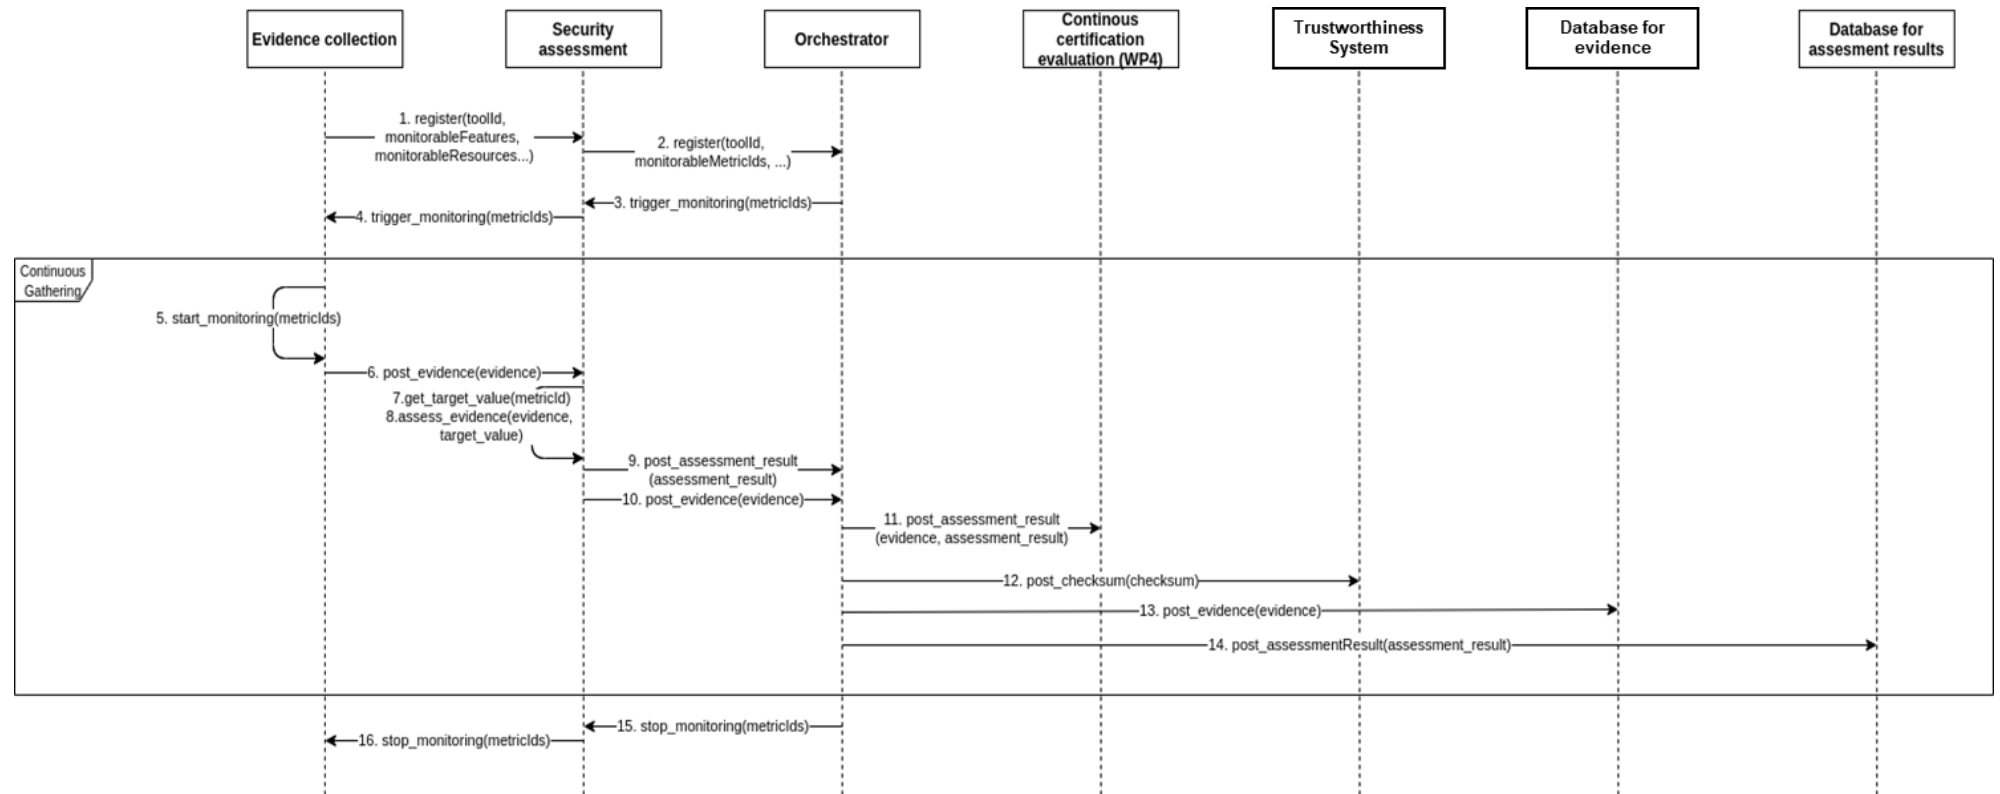 Evidence collection
Security
assessment
Orchestrator
Continous
certification
evaluation (WP4)
Trustworthiness
System
Database for
evidence
Database for
assesment results
1. register(toolId,
monitorableFeatures,
monitorableResources...)
2. register(toolId,
monitorableMetricIds, ...)
3. trigger_monitoring(metricIds)
4. trigger_monitoring(metricIds)
Continuous
Gathering
5. start_monitoring(metricIds)
6. post_evidence(evidence)
7.get_target_value(metricId)
8.assess_evidence(evidence,
target_value)
9. post_assessment_result
(assessment_result)
10. post_evidence(evidence)
11. post_assessment_result
(evidence, assessment_result)
12. post_checksum(checksum)
13. post_evidence(evidence)
14. post_assessmentResult(assessment_result)
15. stop_monitoring(metricIds)
16. stop_monitoring(metricIds)